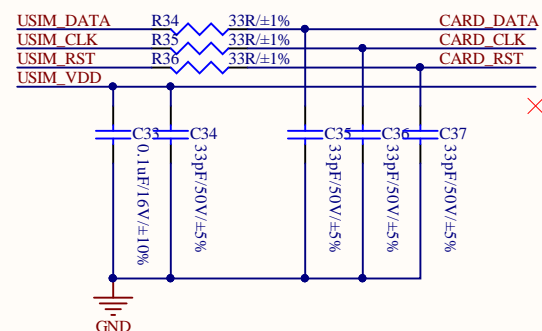 USIM_DATA R34 33R/±1% CARD_DATA
USIM_CLK R35 33R/±1% CARD_CLK
USIM_RST R36 33R/±1% CARD_RST
USIM_VDD
C33 C34 C35 C36 C37
0.1uF/16V/±10%
33pF/50V/±5%
33pF/50V/±5%
33pF/50V/±5%
33pF/50V/±5%
GND